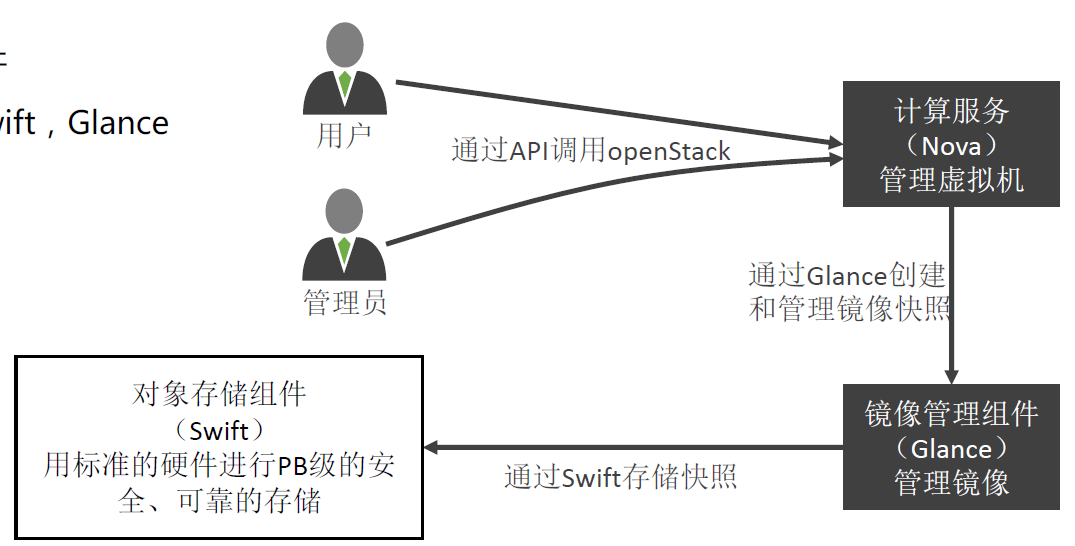 wift，Glance
用户
通过API调用openStack
管理员
计算服务
（Nova）
管理虚拟机
通过Glance创建
和管理镜像快照
镜像管理组件
（Glance）
管理镜像
通过Swift存储快照
对象存储组件
（Swift）
用标准的硬件进行PB级的安
全、可靠的存储